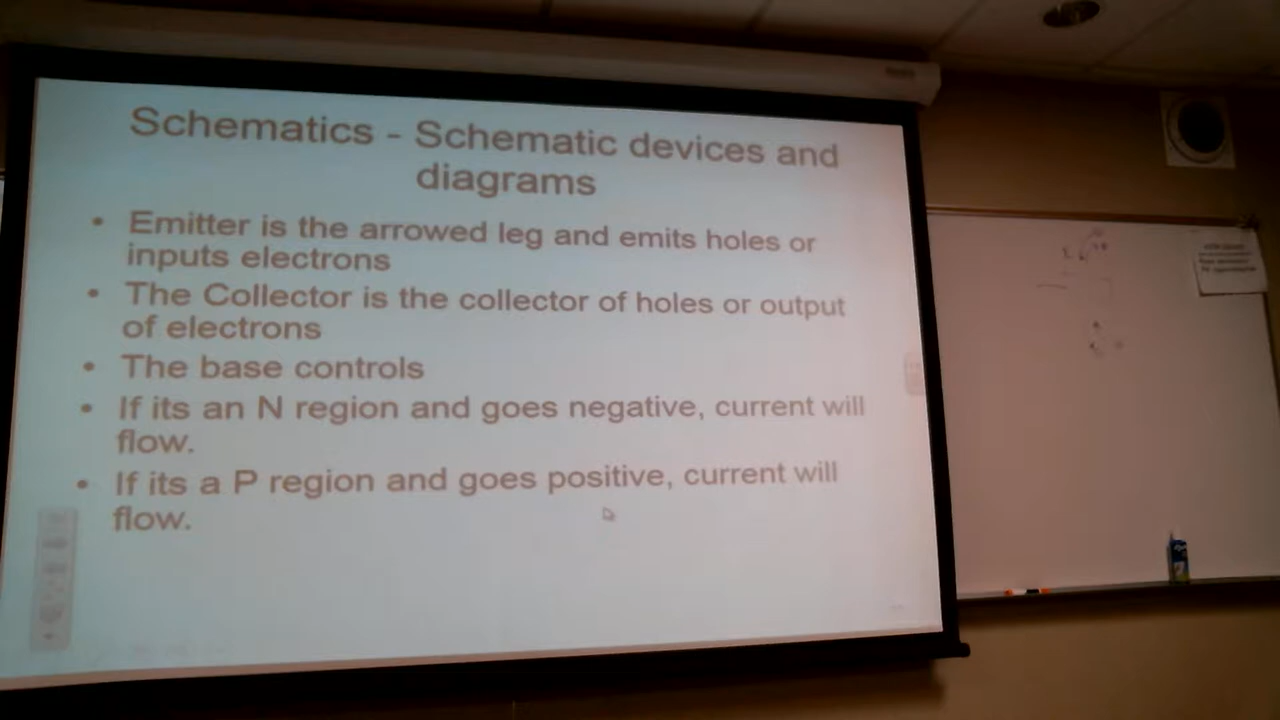 Schematics - Schematic devices and
diagrams
• Emitter is the arrowed leg and emits holes or
inputs electrons
• The Collector is the collector of holes or output
of electrons
• The base controls
• If its an N region and goes negative, current will
flow.
• If its a P region and goes positive, current will
flow.